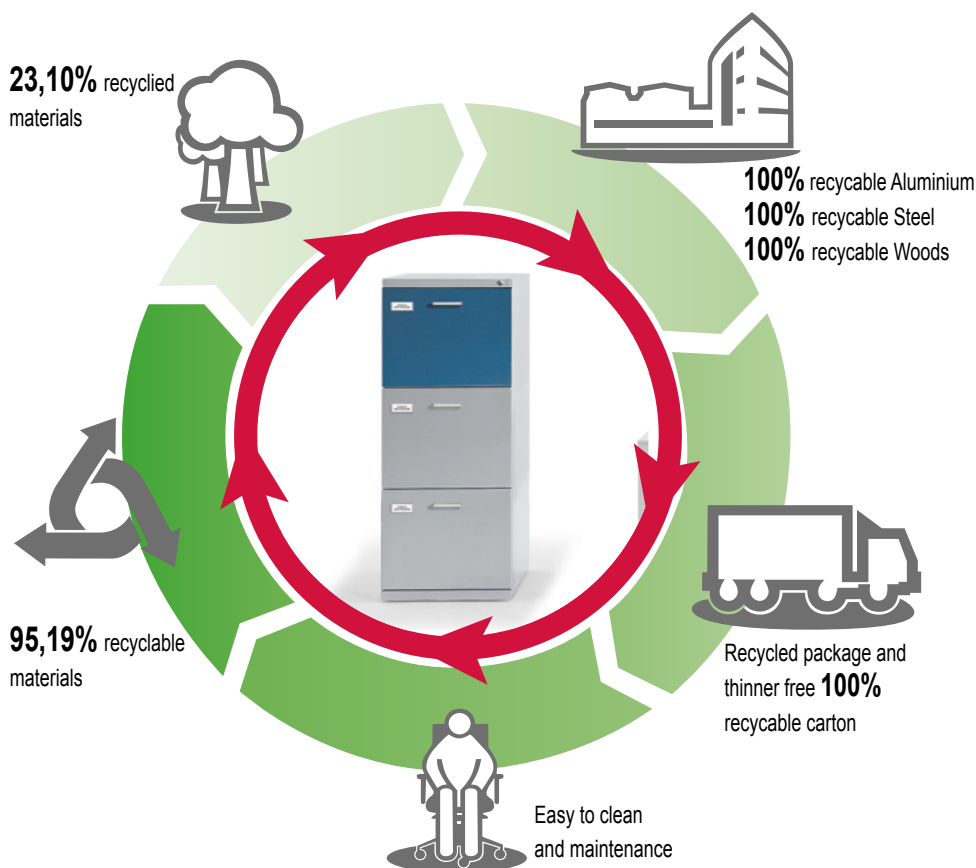 23,10% recyclied
materials
100% recycable Aluminium
100% recycable Steel
100% recycable Woods
Recycled package and
thinner free 100%
recycable carton
Easy to clean
and maintenance
95,19% recyclable
materials